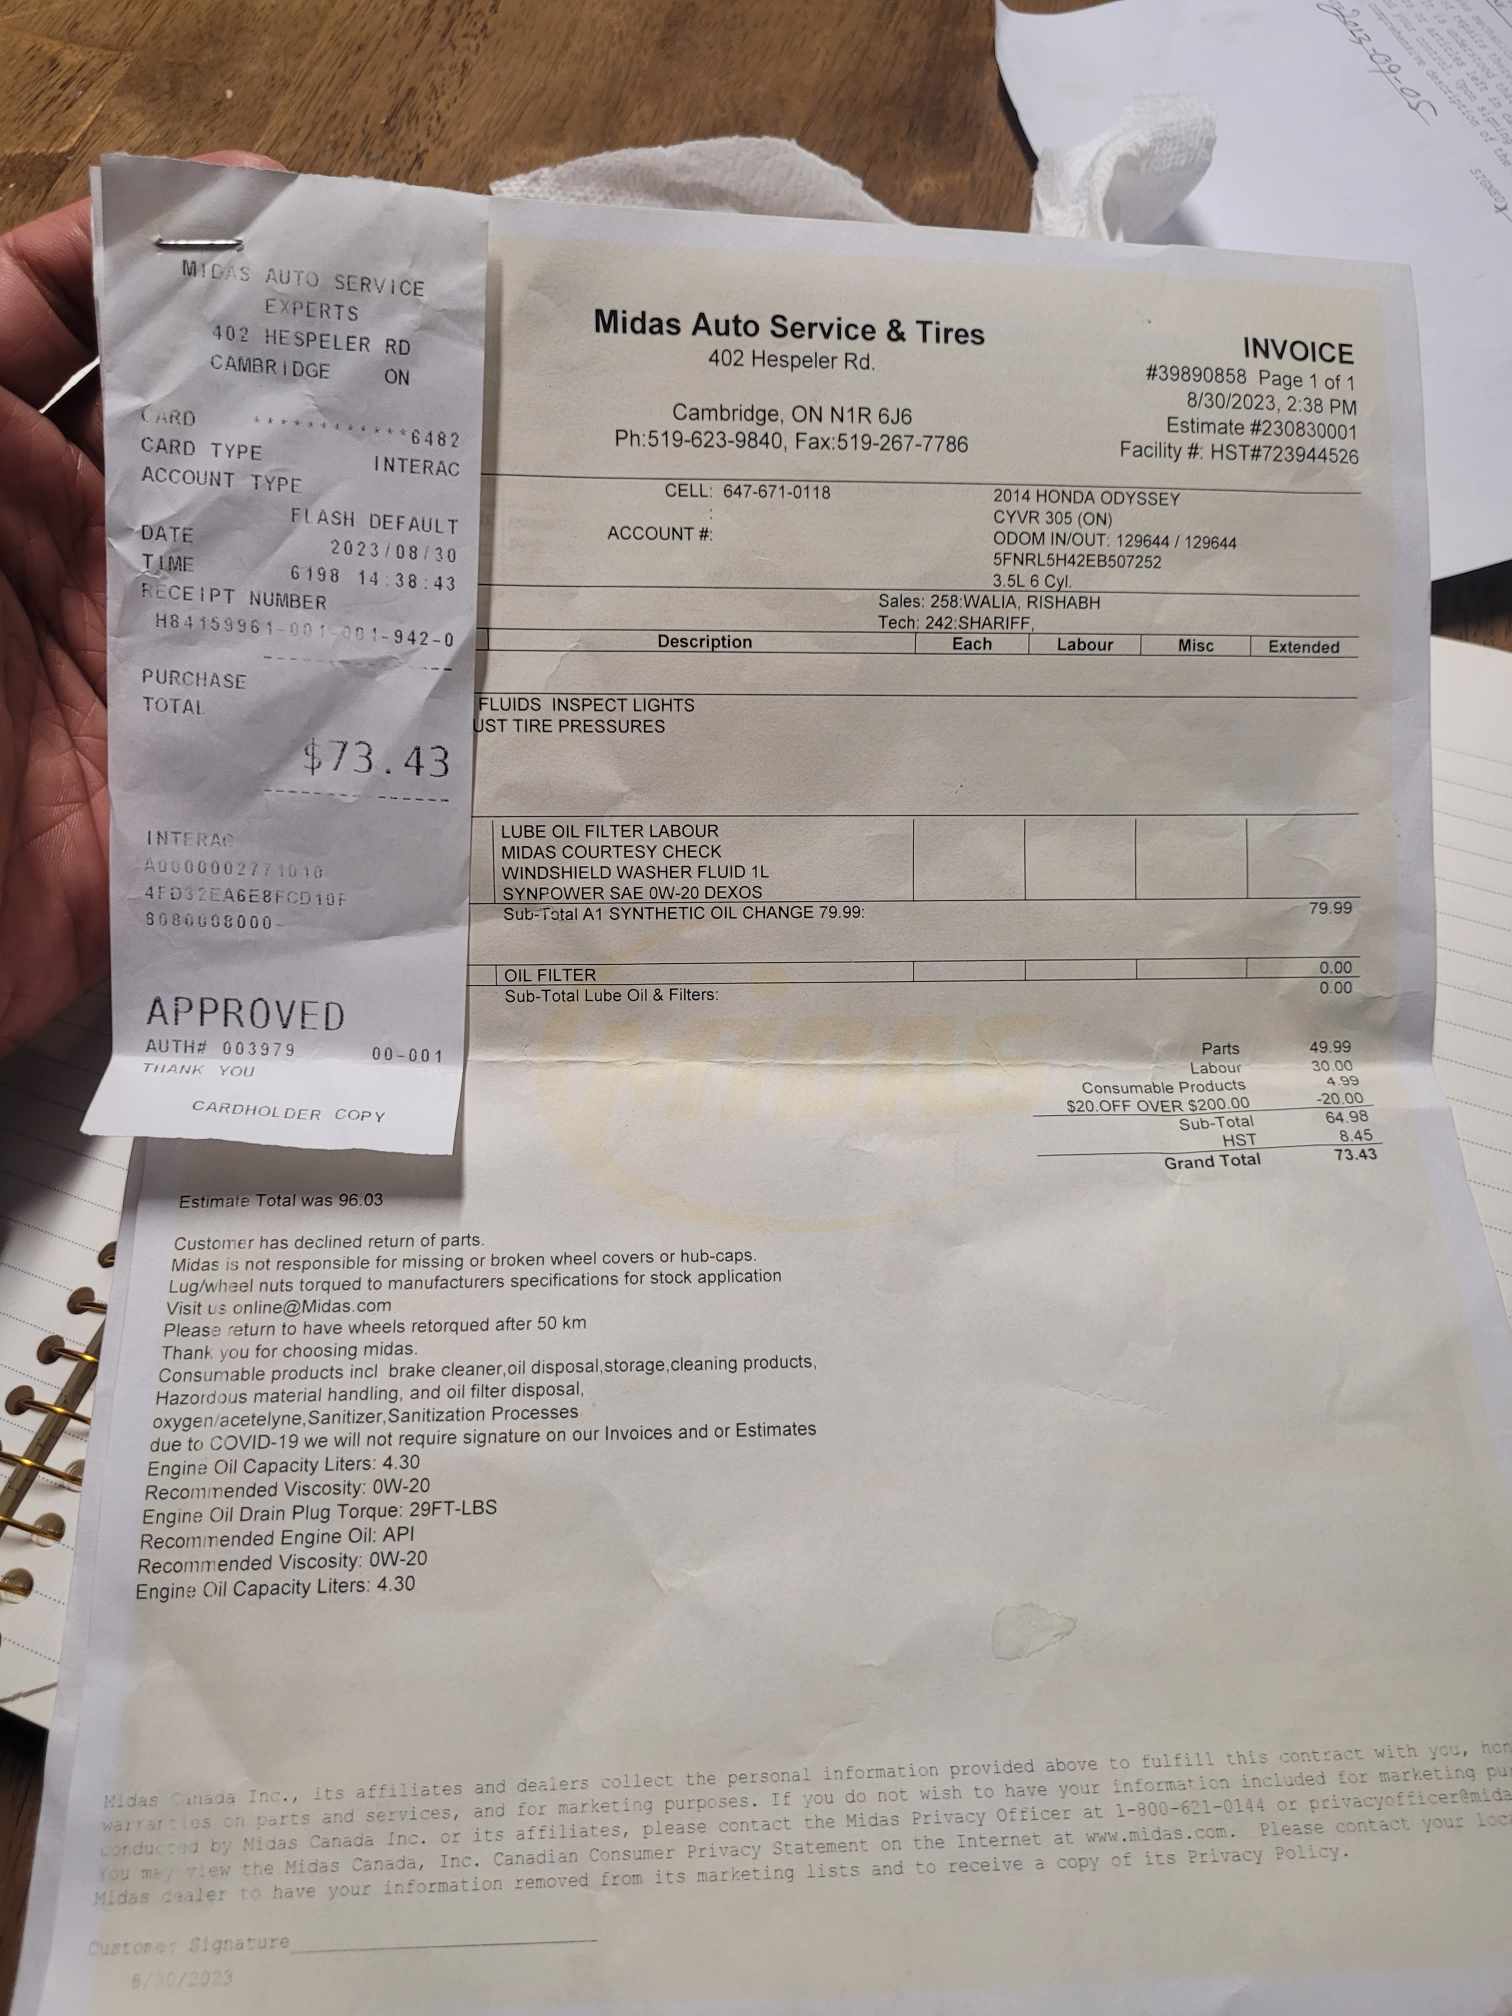 MIDAS AUTO SERVICE
EXPERTS
402 HESPELER RD
CAMBRIDGE ON
CARD ************6482
CARD TYPE INTERAC
ACCOUNT TYPE
FLASH DEFAULT
DATE 2023/08/30
TIME 6198 14:38:43
RECEIPT NUMBER
H84159961-001-001-942-0
PURCHASE
TOTAL
$73.43
INTERAC
A0000002771010
4FD32EA6E8FCD10F
8080008000-
APPROVED
AUTH# 003979 00-001
THANK YOU
CARDHOLDER COPY
Midas Auto Service & Tires
402 Hespeler Rd.
Cambridge, ON N1R 6J6
Ph:519-623-9840, Fax:519-267-7786
INVOICE
#39890858 Page 1 of 1
8/30/2023, 2:38 PM
Estimate #230830001
Facility #: HST#723944526
CELL: 647-671-0118
:
ACCOUNT #:
2014 HONDA ODYSSEY
CYVR 305 (ON)
ODOM IN/OUT: 129644 / 129644
5FNRL5H42EB507252
3.5L 6 Cyl.
Sales: 258:WALIA, RISHABH
Tech: 242:SHARIFF,
Description Each Labour Misc Extended
FLUIDS INSPECT LIGHTS
UST TIRE PRESSURES
LUBE OIL FILTER LABOUR
MIDAS COURTESY CHECK
WINDSHIELD WASHER FLUID 1L
SYNPOWER SAE 0W-20 DEXOS
Sub-Total A1 SYNTHETIC OIL CHANGE 79.99: 79.99
OIL FILTER 0.00
Sub-Total Lube Oil & Filters: 0.00
Parts 49.99
Labour 30.00
Consumable Products 4.99
$20.OFF OVER $200.00 -20.00
Sub-Total 64.98
HST 8.45
Grand Total 73.43
Estimate Total was 96.03
Customer has declined return of parts.
Midas is not responsible for missing or broken wheel covers or hub-caps.
Lug/wheel nuts torqued to manufacturers specifications for stock application
Visit us online@Midas.com
Please return to have wheels retorqued after 50 km
Thank you for choosing midas.
Consumable products incl brake cleaner,oil disposal,storage,cleaning products,
Hazordous material handling, and oil filter disposal,
oxygen/acetelyne,Sanitizer,Sanitization Processes
due to COVID-19 we will not require signature on our Invoices and or Estimates
Engine Oil Capacity Liters: 4.30
Recommended Viscosity: 0W-20
Engine Oil Drain Plug Torque: 29FT-LBS
Recommended Engine Oil: API
Recommended Viscosity: 0W-20
Engine Oil Capacity Liters: 4.30
Midas Canada Inc., its affiliates and dealers collect the personal information provided above to fulfill this contract with you, hon
warranties on parts and services, and for marketing purposes. If you do not wish to have your information included for marketing pu
conducted by Midas Canada Inc. or its affiliates, please contact the Midas Privacy Officer at 1-800-621-0144 or privacyofficer@mida
You may view the Midas Canada, Inc. Canadian Consumer Privacy Statement on the Internet at www.midas.com. Please contact your loc
Midas dealer to have your information removed from its marketing lists and to receive a copy of its Privacy Policy.
Customer Signature
8/30/2023